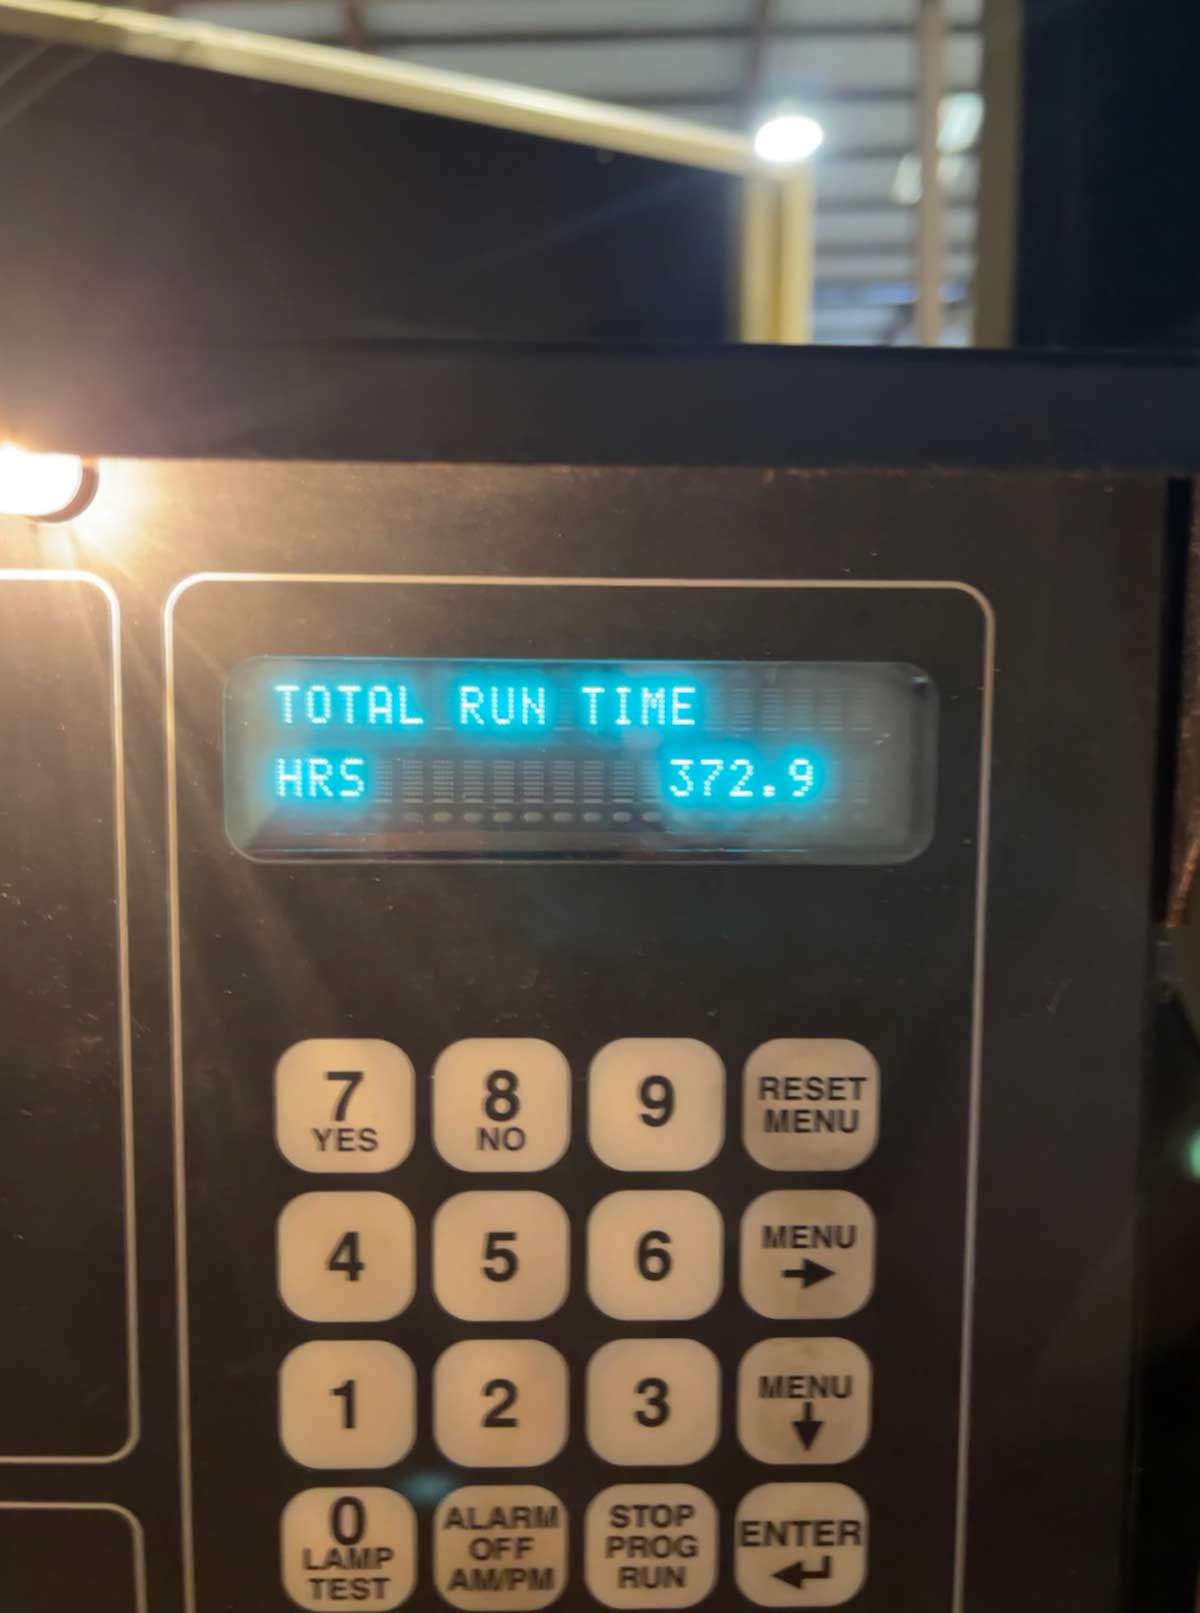 TOTAL RUN TIME
HRS 372.9
7 8 9 RESET
YES NO MENU
4 5 6 MENU →
1 2 3 MENU ↓
0 ALARM STOP ENTER
LAMP OFF PROG ↵
TEST AM/PM RUN